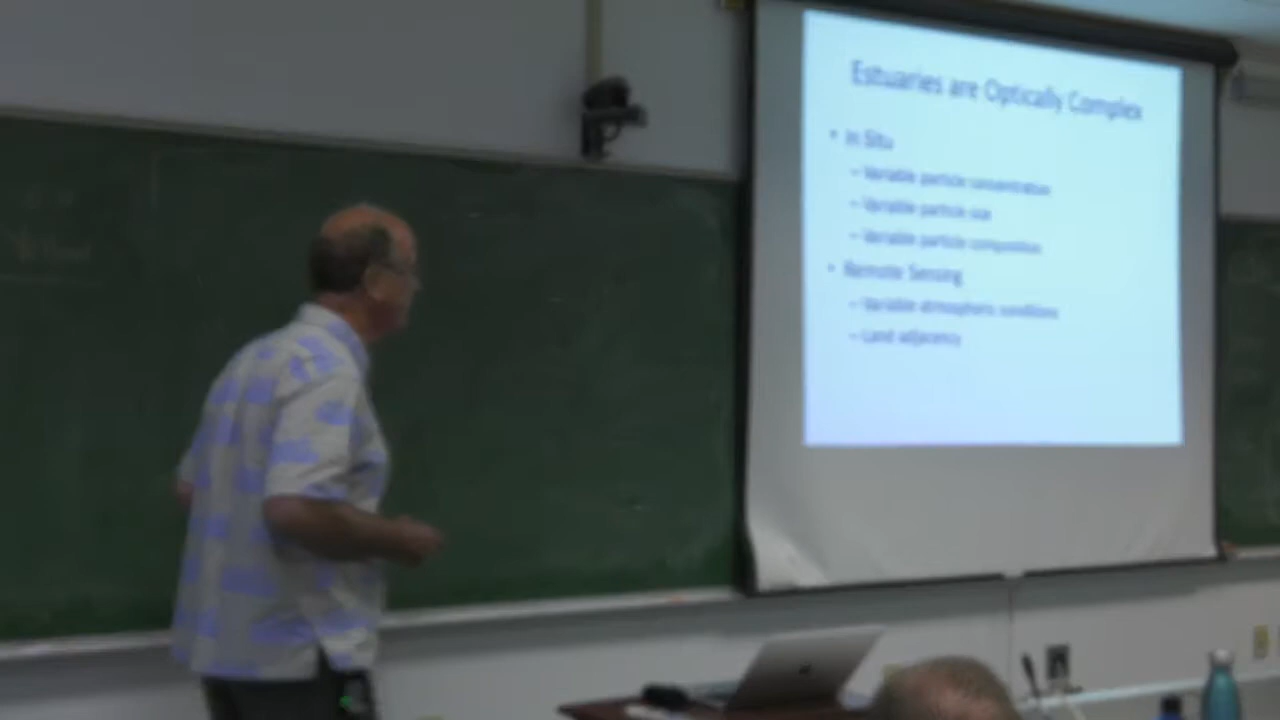 Estuaries are Optically Complex
• In Situ
– Variable particle concentration
– Variable particle size
– Variable particle composition
• Remote Sensing
– Variable atmospheric conditions
– Land adjacency